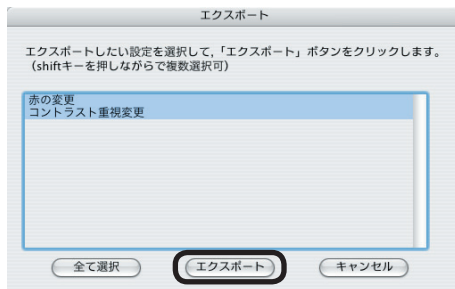 エクスポート
エクスポートしたい設定を選択して,「エクスポート」ボタンをクリックします。
（shiftキーを押しながらで複数選択可）
赤の変更
コントラスト重視変更
全て選択 エクスポート キャンセル